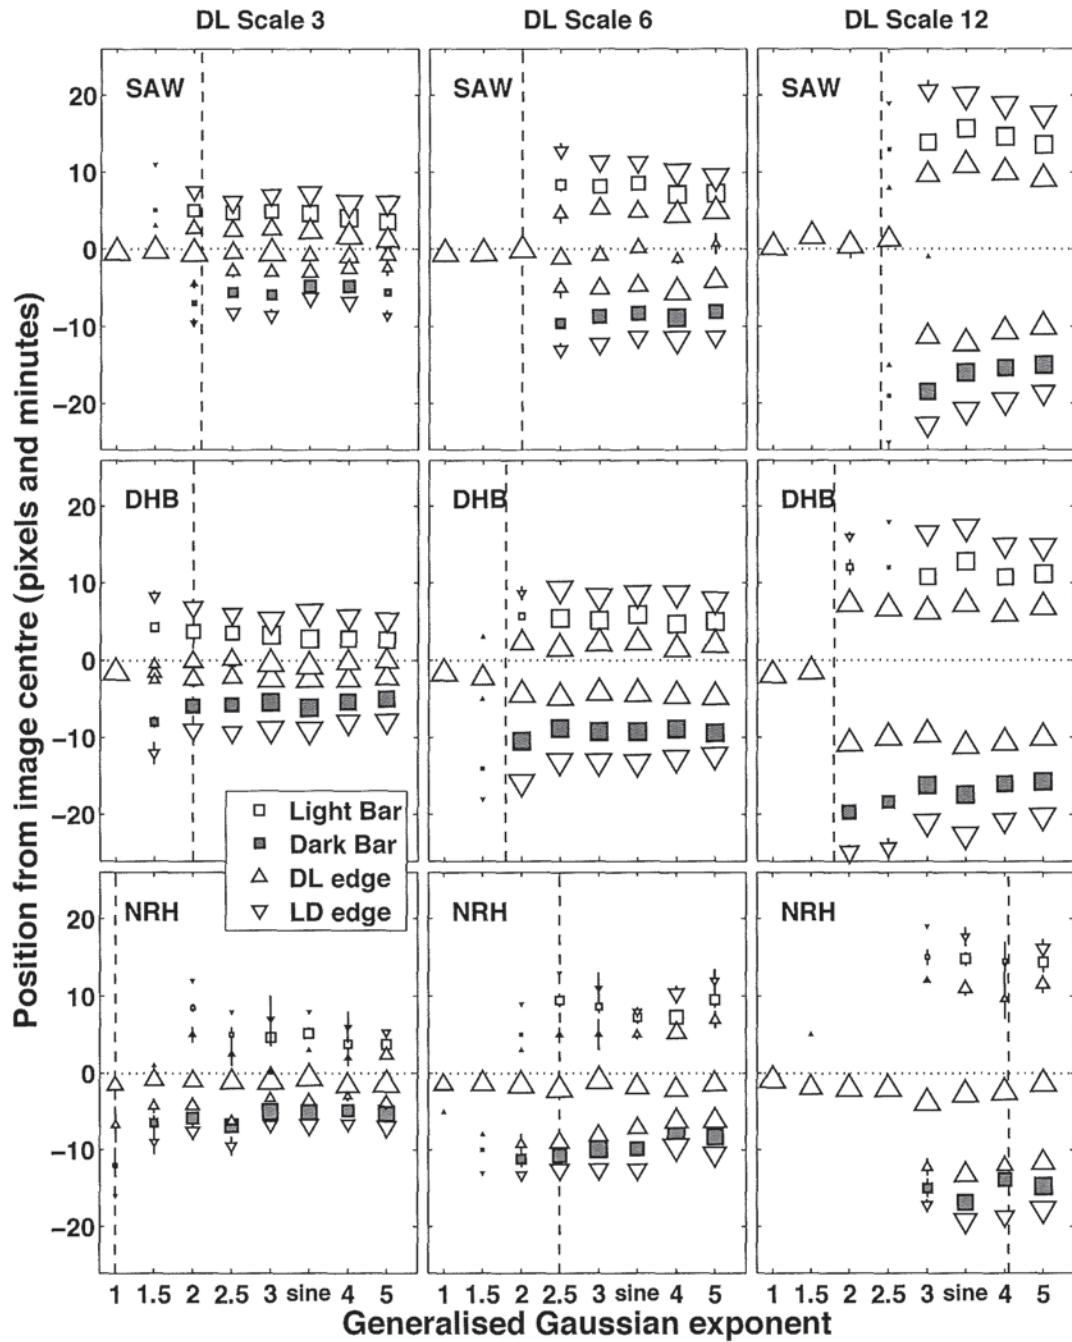 DL Scale 3 DL Scale 6 DL Scale 12
SAW SAW SAW
20
10
0
−10
−20
DHB DHB DHB
20
10
0
−10
−20
Light Bar
Dark Bar
DL edge
LD edge
NRH NRH NRH
20
10
0
−10
−20
1 1.5 2 2.5 3 sine 4 5 1 1.5 2 2.5 3 sine 4 5 1 1.5 2 2.5 3 sine 4 5
Generalised Gaussian exponent
Position from image centre (pixels and minutes)